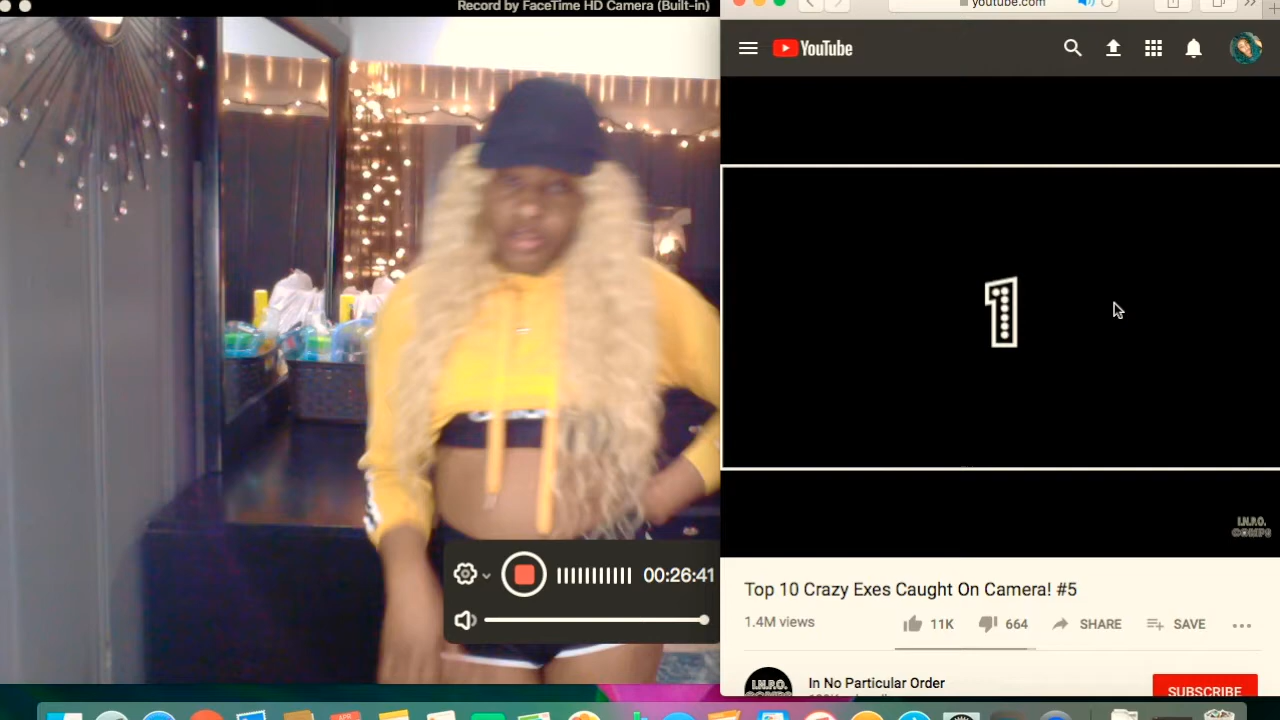 Record by FaceTime HD Camera (Built-in)
youtube.com
YouTube
1
I.N.P.O.
00:26:41
Top 10 Crazy Exes Caught On Camera! #5
1.4M views
11K
664
SHARE
SAVE
I.N.P.O.
In No Particular Order
SUBSCRIBE